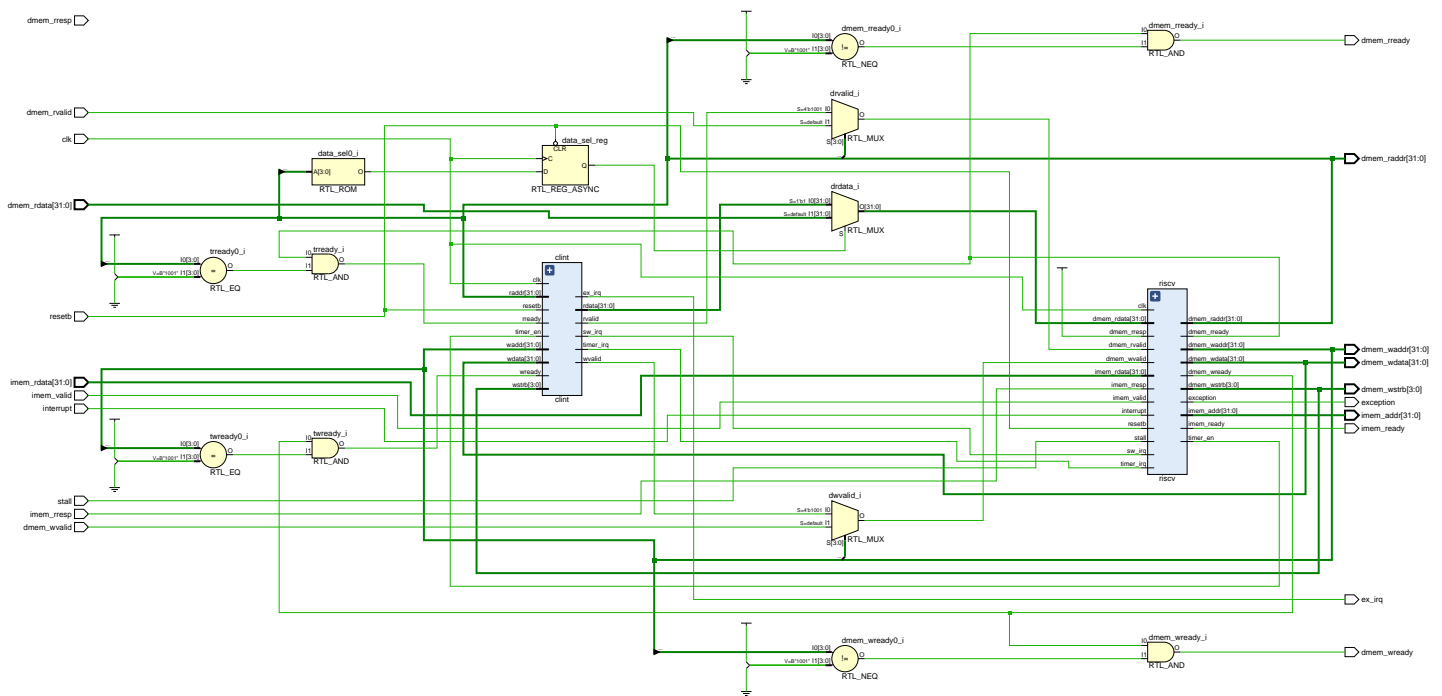 dmem_rresp
dmem_rvalid
clk
dmem_rdata[31:0]
resetb
imem_rdata[31:0]
imem_valid
interrupt
stall
imem_rresp
dmem_wvalid
data_sel0_i
A[3:0]
O
RTL_ROM
data_sel_reg
CLR
C
D
Q
RTL_REG_ASYNC
trready0_i
I0[3:0]
V=B"1001" I1[3:0]
=
O
RTL_EQ
trready_i
I0
I1
O
RTL_AND
twready0_i
I0[3:0]
V=B"1001" I1[3:0]
=
O
RTL_EQ
twready_i
I0
I1
O
RTL_AND
clint
clk
raddr[31:0]
resetb
rready
timer_en
waddr[31:0]
wdata[31:0]
wready
wstrb[3:0]
ex_irq
rdata[31:0]
rvalid
sw_irq
timer_irq
wvalid
clint
dmem_rready0_i
I0[3:0]
V=B"1001" I1[3:0]
!=
O
RTL_NEQ
drvalid_i
S=4'b1001 I0
S=default I1
S[3:0]
O
RTL_MUX
drdata_i
S=1'b1 I0[31:0]
S=default I1[31:0]
S
O[31:0]
RTL_MUX
dwvalid_i
S=4'b1001 I0
S=default I1
S[3:0]
O
RTL_MUX
dmem_wready0_i
I0[3:0]
V=B"1001" I1[3:0]
!=
O
RTL_NEQ
dmem_rready_i
I0
I1
O
RTL_AND
riscv
clk
dmem_rdata[31:0]
dmem_rresp
dmem_rvalid
dmem_wvalid
imem_rdata[31:0]
imem_rresp
imem_valid
interrupt
resetb
stall
sw_irq
timer_irq
dmem_raddr[31:0]
dmem_rready
dmem_waddr[31:0]
dmem_wdata[31:0]
dmem_wready
dmem_wstrb[3:0]
exception
imem_addr[31:0]
imem_ready
timer_en
riscv
dmem_wready_i
I0
I1
O
RTL_AND
dmem_rready
dmem_raddr[31:0]
dmem_waddr[31:0]
dmem_wdata[31:0]
dmem_wstrb[3:0]
exception
imem_addr[31:0]
imem_ready
ex_irq
dmem_wready